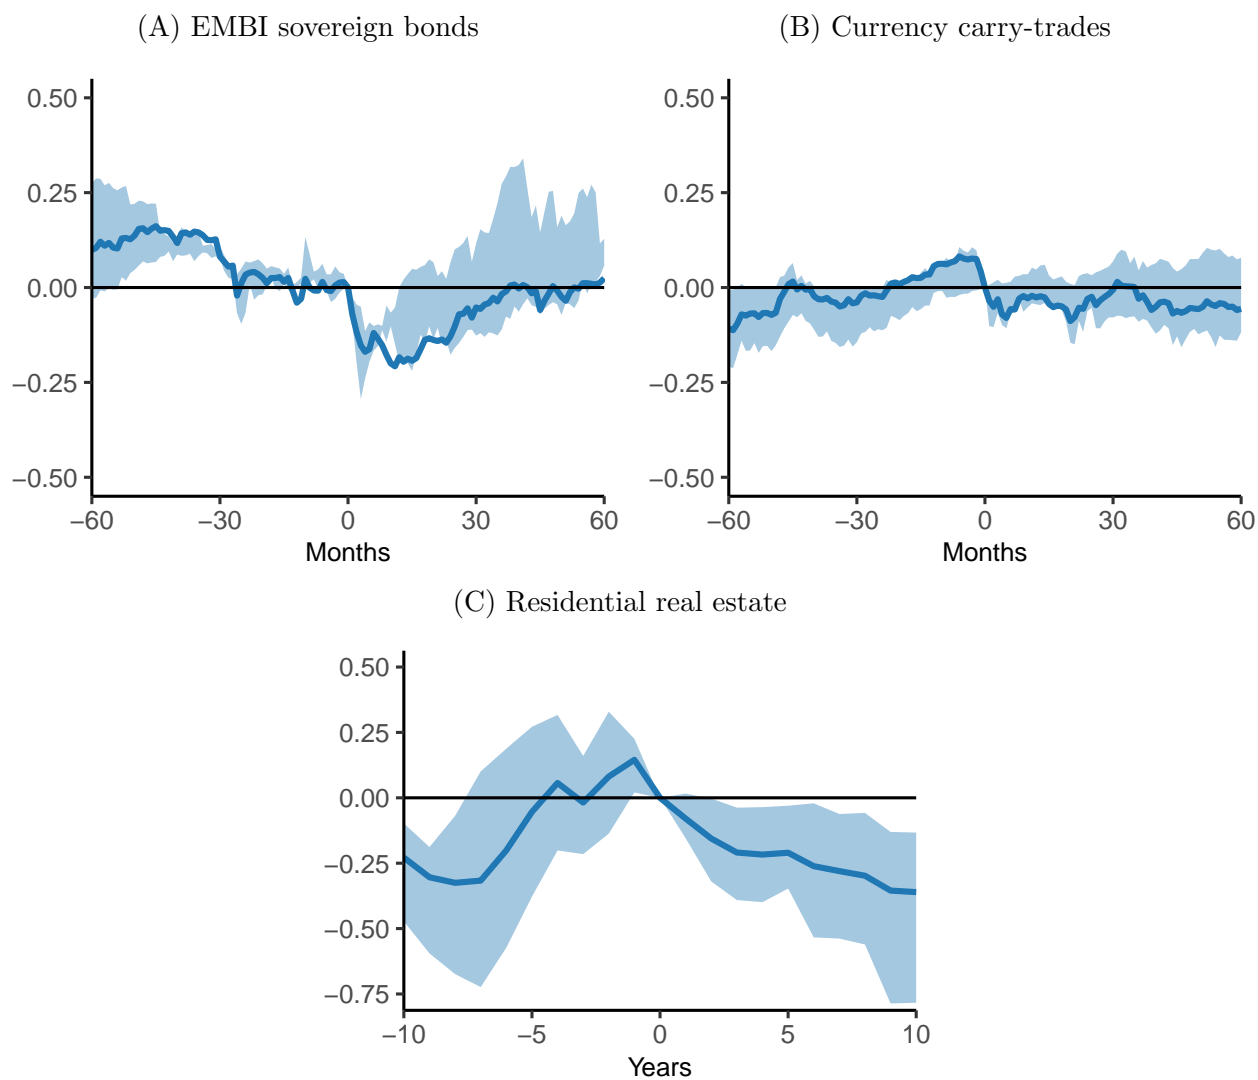 (A) EMBI sovereign bonds
0.50
0.25
0.00
−0.25
−0.50
−60 −30 0 30 60
Months
(B) Currency carry-trades
0.50
0.25
0.00
−0.25
−0.50
−60 −30 0 30 60
Months
(C) Residential real estate
0.50
0.25
0.00
−0.25
−0.50
−0.75
−10 −5 0 5 10
Years